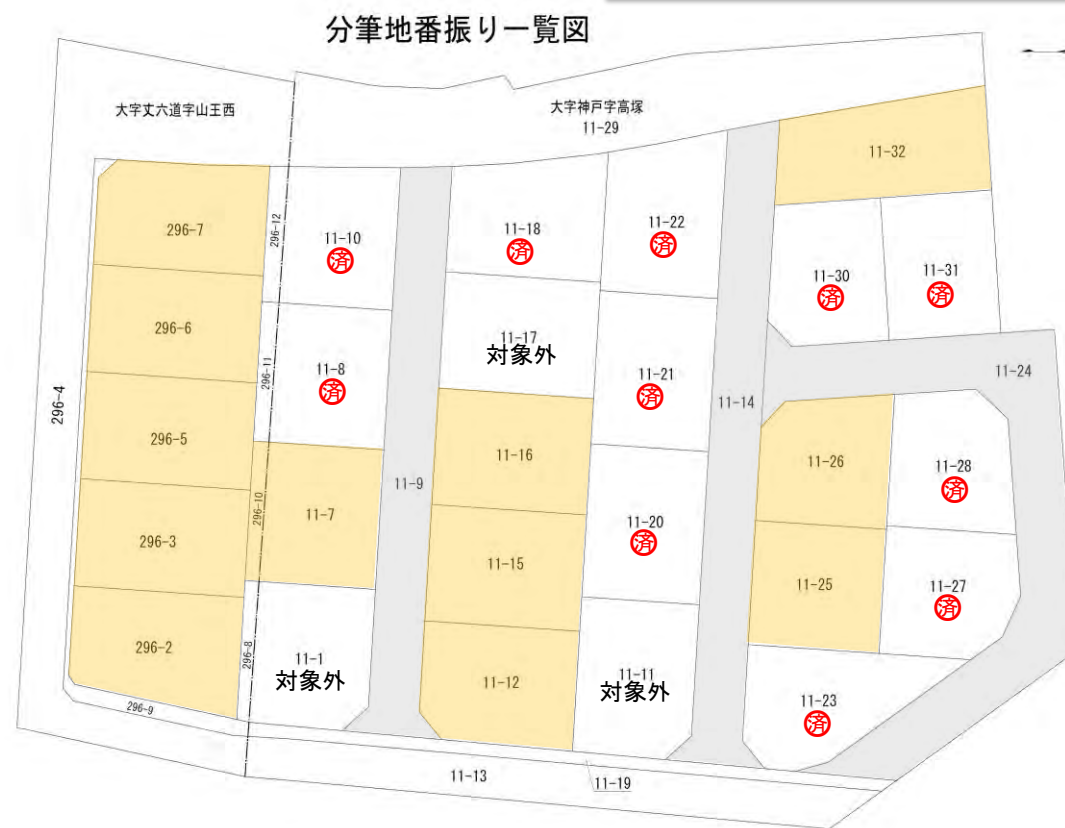 分筆地番振り一覧図
大字丈六道字山王西
大字神戸字高塚
11-29
11-32
296-7
296-12
11-10
済
11-18
済
11-22
済
11-30
済
11-31
済
296-6
296-11
11-8
済
11-17
対象外
11-21
済
11-14
11-24
296-4
296-5
11-16
11-26
11-28
済
296-10
11-7
11-9
296-3
11-15
11-20
済
11-25
11-27
済
296-2
296-8
11-1
対象外
11-12
11-11
対象外
11-23
済
296-9
11-13
11-19